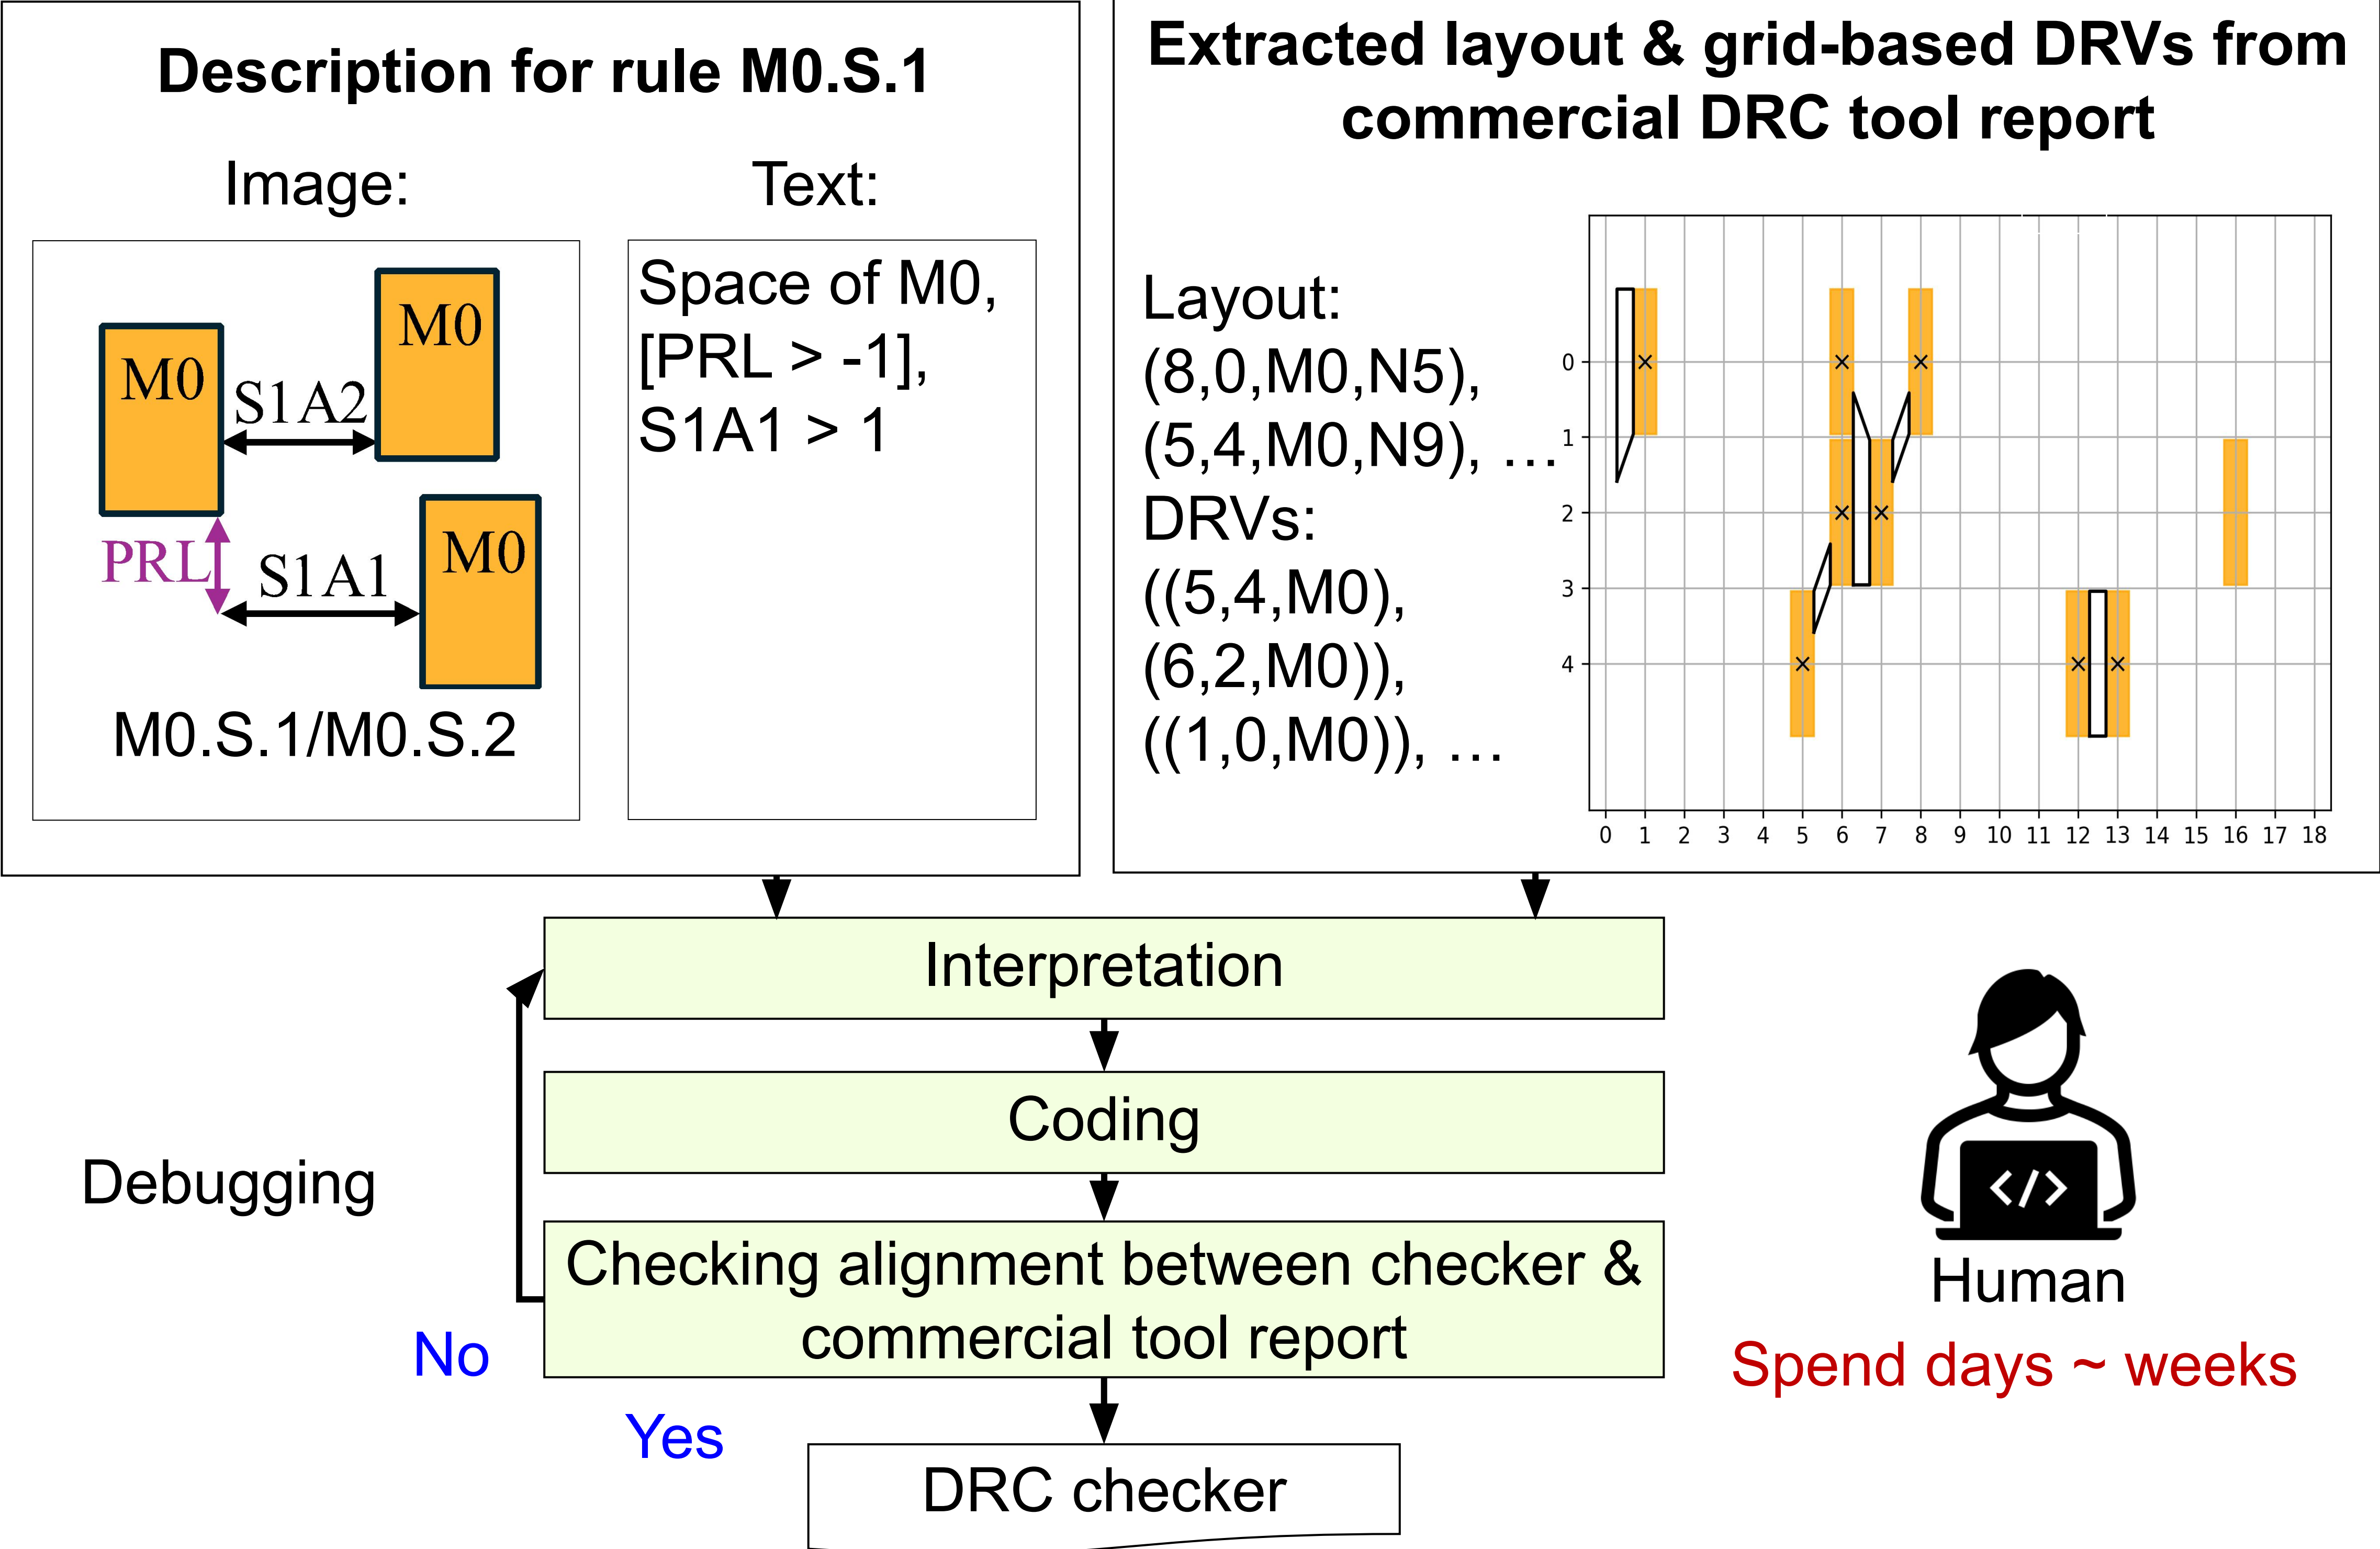 Description for rule M0.S.1
Image:
Text:
M0
M0
S1A2
PRL
S1A1
M0
M0.S.1/M0.S.2
Space of M0,
[PRL > -1],
S1A1 > 1
Extracted layout & grid-based DRVs from
commercial DRC tool report
Layout:
(8,0,M0,N5),
(5,4,M0,N9), …
DRVs:
((5,4,M0),
(6,2,M0)),
((1,0,M0)), …
0
1
2
3
4
0 1 2 3 4 5 6 7 8 9 10 11 12 13 14 15 16 17 18
Interpretation
Coding
Debugging
Checking alignment between checker &
commercial tool report
No
Yes
DRC checker
Human
Spend days ~ weeks